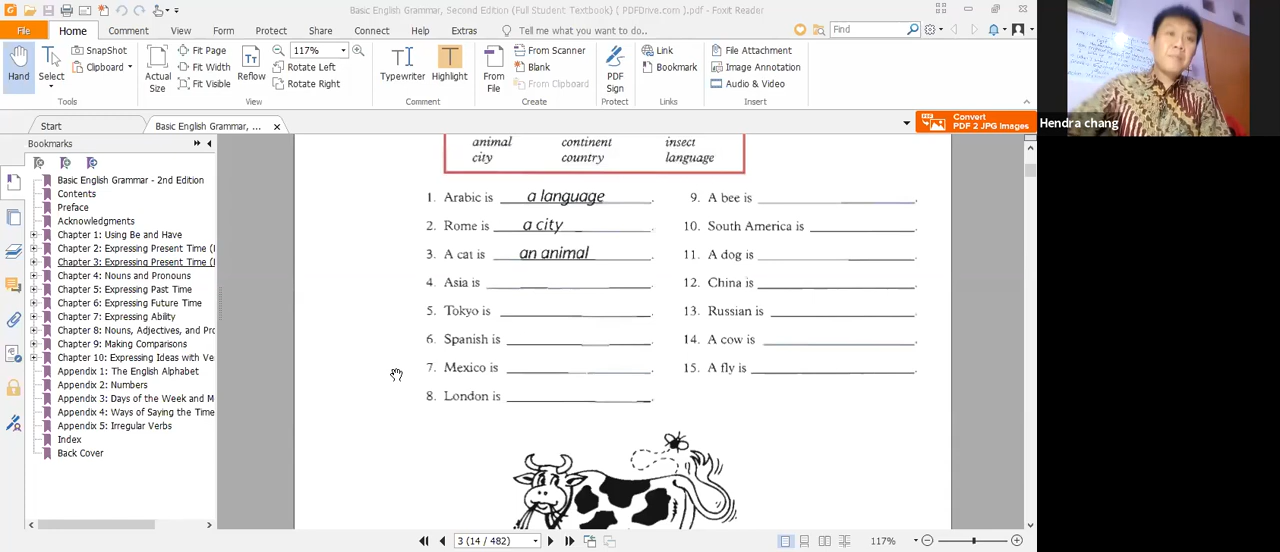 Basic English Grammar, Second Edition (Full Student Textbook) ( PDFDrive.com ).pdf - Foxit Reader
File Home Comment View Form Protect Share Connect Help Extras Tell me what you want to do.. Find
Hand
Select
SnapShot
Clipboard
Tools
Actual Size
Fit Page
Fit Width
Fit Visible
Reflow
117%
Rotate Left
Rotate Right
View
Typewriter
Highlight
Comment
From File
From Scanner
Blank
From Clipboard
Create
PDF Sign
Protect
Link
Bookmark
Links
File Attachment
Image Annotation
Audio & Video
Insert
Start
Basic English Grammar, ...
Convert
PDF 2 JPG Images
Hendra chang
Bookmarks
Basic English Grammar - 2nd Edition
Contents
Preface
Acknowledgments
Chapter 1: Using Be and Have
Chapter 2: Expressing Present Time (
Chapter 3: Expressing Present Time (
Chapter 4: Nouns and Pronouns
Chapter 5: Expressing Past Time
Chapter 6: Expressing Future Time
Chapter 7: Expressing Ability
Chapter 8: Nouns, Adjectives, and Pro
Chapter 9: Making Comparisons
Chapter 10: Expressing Ideas with Ve
Appendix 1: The English Alphabet
Appendix 2: Numbers
Appendix 3: Days of the Week and M
Appendix 4: Ways of Saying the Time
Appendix 5: Irregular Verbs
Index
Back Cover
animal continent insect
city country language
1. Arabic is a language.
2. Rome is a city.
3. A cat is an animal.
4. Asia is .
5. Tokyo is .
6. Spanish is .
7. Mexico is .
8. London is .
9. A bee is .
10. South America is .
11. A dog is .
12. China is .
13. Russian is .
14. A cow is .
15. A fly is .
3 (14 / 482)
117%